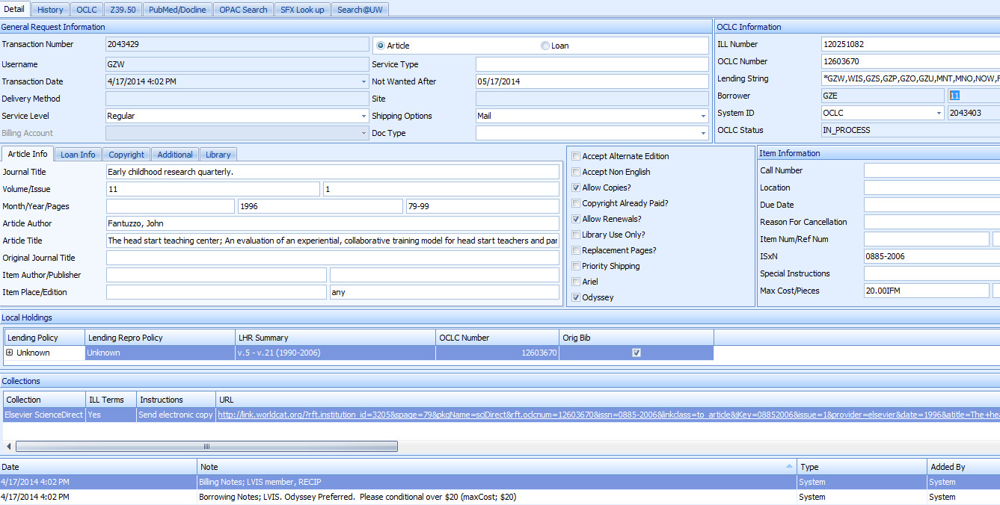 Detail History OCLC Z39.50 PubMed/Docline OPAC Search SFX Look up Search@UW
General Request Information
Transaction Number 2043429 Article Loan
Username GZW Service Type
Transaction Date 4/17/2014 4:02 PM Not Wanted After 05/17/2014
Delivery Method Site
Service Level Regular Shipping Options Mail
Billing Account Doc Type
OCLC Information
ILL Number 120251082
OCLC Number 12603670
Lending String *GZW,WIS,GZS,GZP,GZO,GZU,MNT,MNO,NOW,F
Borrower GZE 11
System ID OCLC 2043403
OCLC Status IN_PROCESS
Article Info Loan Info Copyright Additional Library
Journal Title Early childhood research quarterly.
Volume/Issue 11 1
Month/Year/Pages 1996 79-99
Article Author Fantuzzo, John
Article Title The head start teaching center; An evaluation of an experiential, collaborative training model for head start teachers and par
Original Journal Title
Item Author/Publisher
Item Place/Edition any
Accept Alternate Edition
Accept Non English
Allow Copies?
Copyright Already Paid?
Allow Renewals?
Library Use Only?
Replacement Pages?
Priority Shipping
Ariel
Odyssey
Item Information
Call Number
Location
Due Date
Reason For Cancellation
Item Num/Ref Num
ISxN 0885-2006
Special Instructions
Max Cost/Pieces 20.00IFM
Local Holdings
Lending Policy Lending Repro Policy LHR Summary OCLC Number Orig Bib
Unknown Unknown v.5 - v.21 (1990-2006) 12603670
Collections
Collection ILL Terms Instructions URL
Elsevier ScienceDirect Yes Send electronic copy http://link.worldcat.org/?rft.institution_id=3205&spage=79&pkgName=sciDirect&rft.oclcnum=12603670&issn=0885-2006&linkclass=to_article&jKey=08852006&issue=1&provider=elsevier&date=1996&atitle=The+hea
Date Note Type Added By
4/17/2014 4:02 PM Billing Notes; LVIS member, RECIP System System
4/17/2014 4:02 PM Borrowing Notes; LVIS. Odyssey Preferred. Please conditional over $20 (maxCost; $20) System System